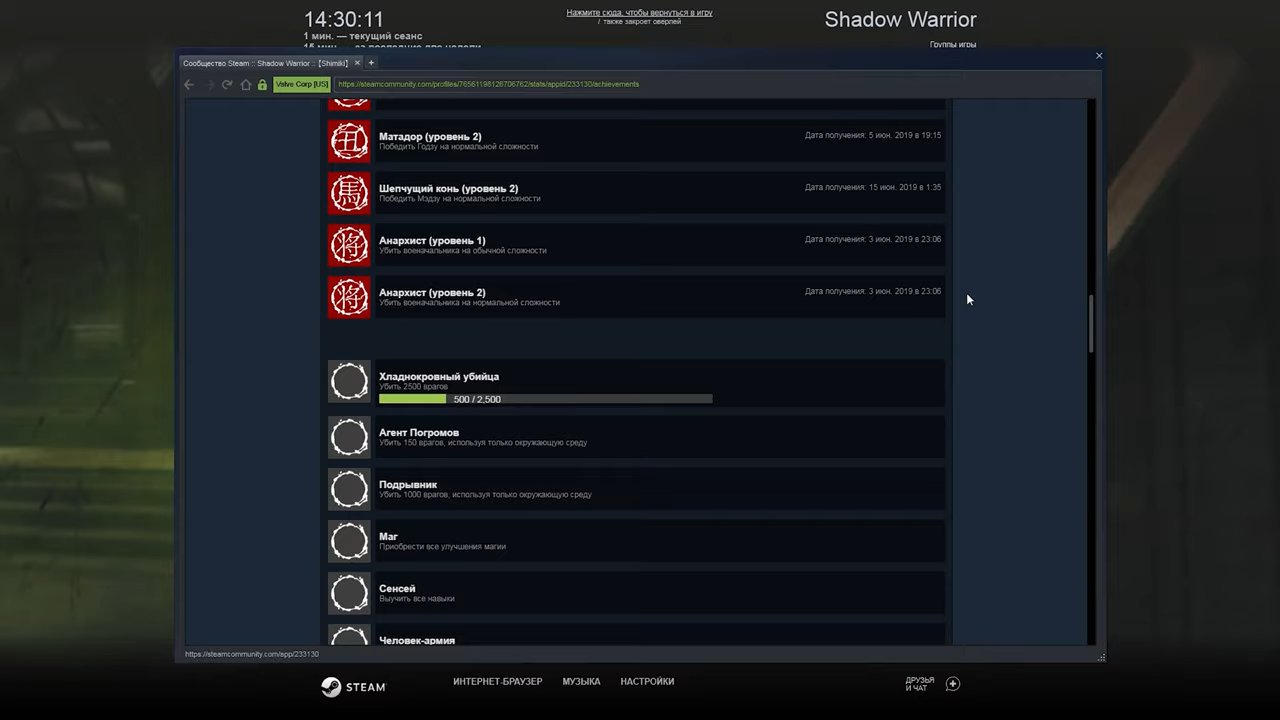 14:30:11
1 мин. — текущий сеанс
Нажмите сюда, чтобы вернуться в игру
/ также закроет оверлей
Shadow Warrior
Группы игры
Сообщество Steam :: Shadow Warrior :: [Shimiki]
Valve Corp [US]
https://steamcommunity.com/profiles/76561198126706762/stats/appid/233130/achievements
丑
Матадор (уровень 2)
Победить Годзу на нормальной сложности
Дата получения: 5 июн. 2019 в 19:15
馬
Шепчущий конь (уровень 2)
Победить Мэдзу на нормальной сложности
Дата получения: 15 июн. 2019 в 1:35
将
Анархист (уровень 1)
Убить военачальника на обычной сложности
Дата получения: 3 июн. 2019 в 23:06
将
Анархист (уровень 2)
Убить военачальника на нормальной сложности
Дата получения: 3 июн. 2019 в 23:06
Хладнокровный убийца
Убить 2500 врагов
500 / 2,500
Агент Погромов
Убить 150 врагов, используя только окружающую среду
Подрывник
Убить 1000 врагов, используя только окружающую среду
Маг
Приобрести все улучшения магии
Сенсей
Выучить все навыки
Человек-армия
https://steamcommunity.com/app/233130
STEAM
ИНТЕРНЕТ-БРАУЗЕР
МУЗЫКА
НАСТРОЙКИ
ДРУЗЬЯ
И ЧАТ